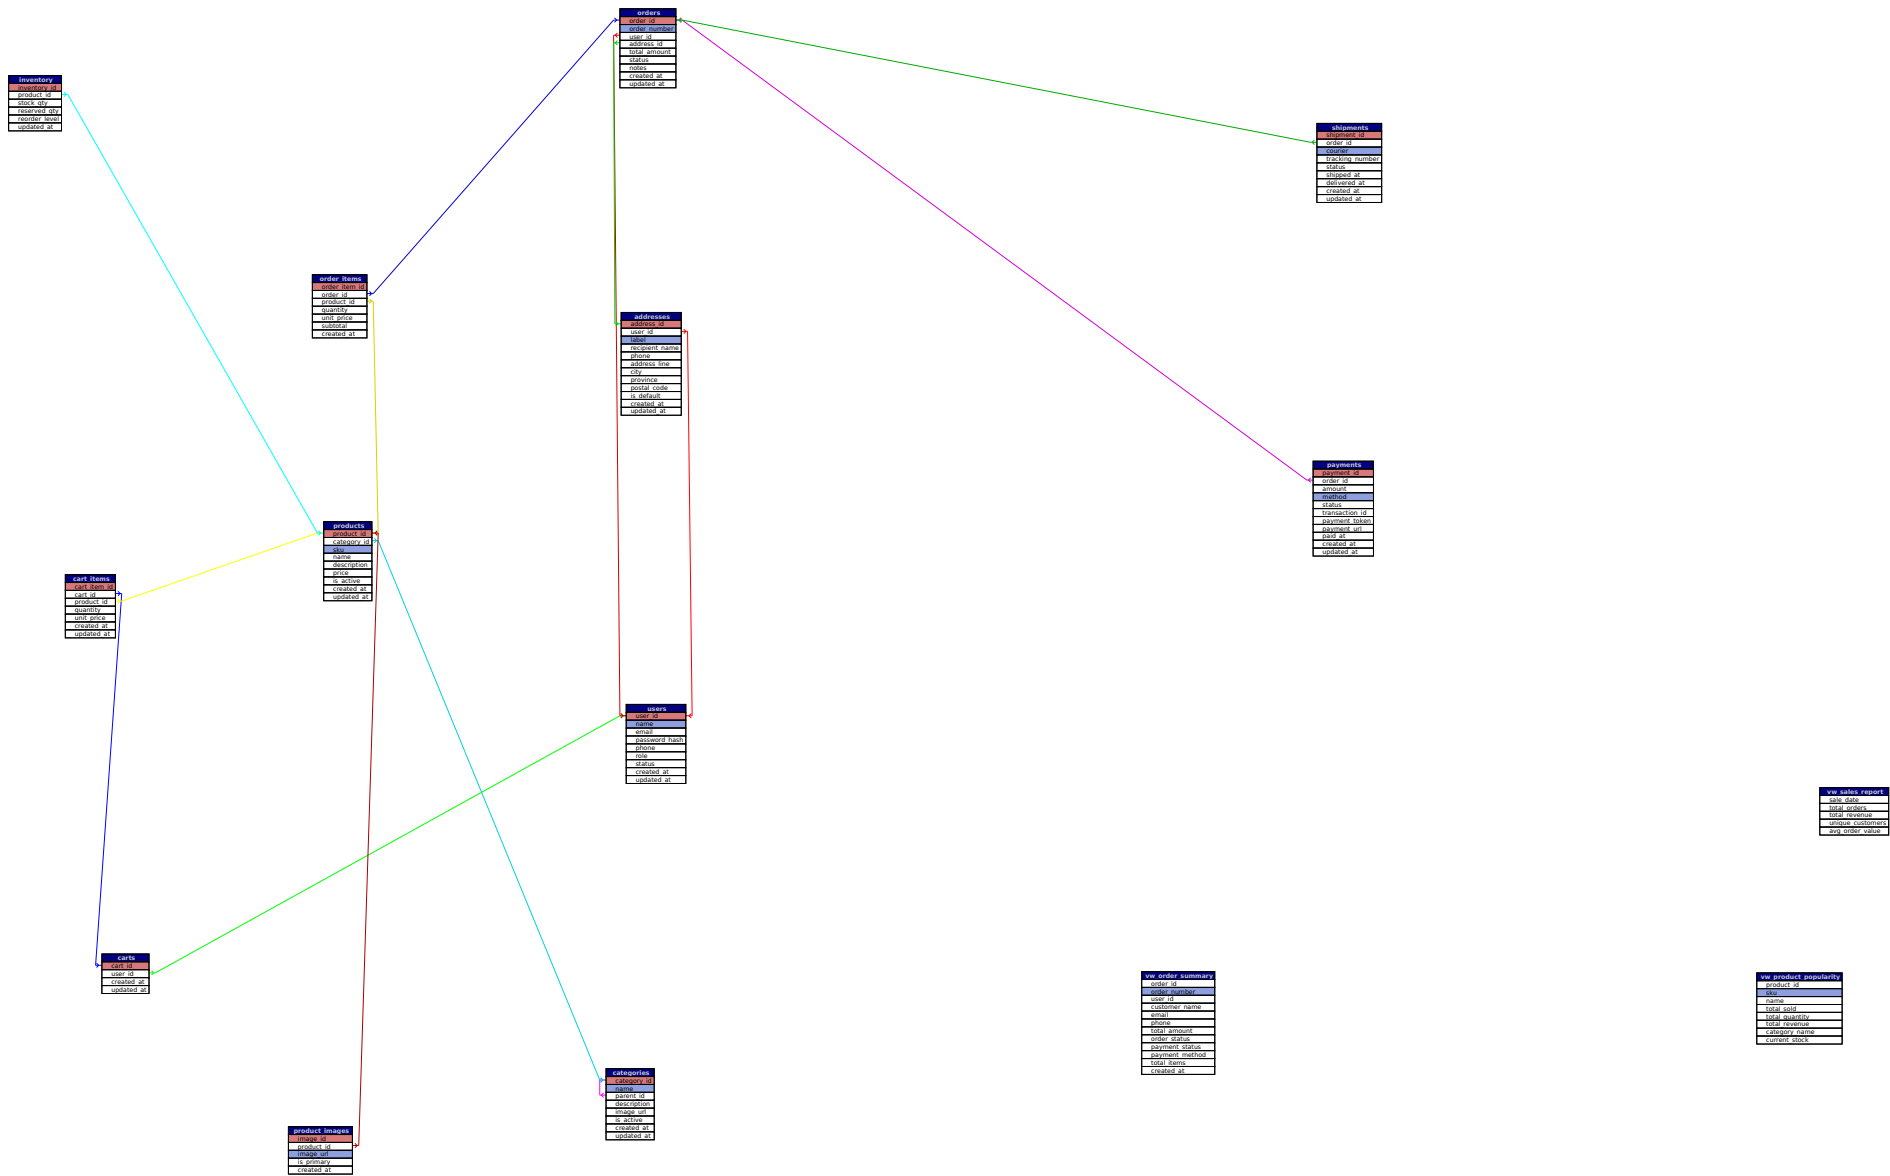 orders
order_id
order_number
user_id
address_id
total_amount
status
notes
created_at
updated_at
inventory
inventory_id
product_id
stock_qty
reserved_qty
reorder_level
updated_at
shipments
shipment_id
order_id
courier
tracking_number
status
shipped_at
delivered_at
created_at
updated_at
order_items
order_item_id
order_id
product_id
quantity
unit_price
subtotal
created_at
addresses
address_id
user_id
label
recipient_name
phone
address_line
city
province
postal_code
is_default
created_at
updated_at
payments
payment_id
order_id
amount
method
status
transaction_id
payment_token
payment_url
paid_at
created_at
updated_at
products
product_id
category_id
sku
name
description
price
is_active
created_at
updated_at
cart_items
cart_item_id
cart_id
product_id
quantity
unit_price
created_at
updated_at
users
user_id
name
email
password_hash
phone
role
status
created_at
updated_at
vw_sales_report
sale_date
total_orders
total_revenue
unique_customers
avg_order_value
carts
cart_id
user_id
created_at
updated_at
vw_order_summary
order_id
order_number
user_id
customer_name
email
phone
total_amount
order_status
payment_status
payment_method
total_items
created_at
vw_product_popularity
product_id
sku
name
total_sold
total_quantity
total_revenue
category_name
current_stock
categories
category_id
name
parent_id
description
image_url
is_active
created_at
updated_at
product_images
image_id
product_id
image_url
is_primary
created_at